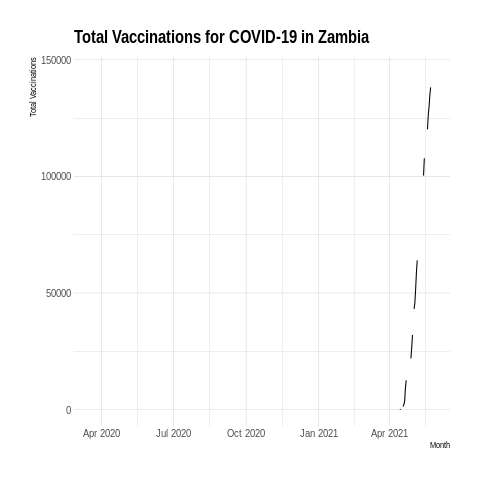 Total Vaccinations for COVID-19 in Zambia
Total Vaccinations
150000
100000
50000
0
Apr 2020 Jul 2020 Oct 2020 Jan 2021 Apr 2021
Month